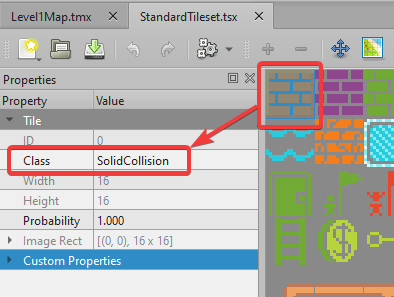 Level1Map.tmx
StandardTileset.tsx
Properties
Property Value
Tile
ID 0
Class SolidCollision
Width 16
Height 16
Probability 1.000
Image Rect [(0, 0), 16 x 16]
Custom Properties